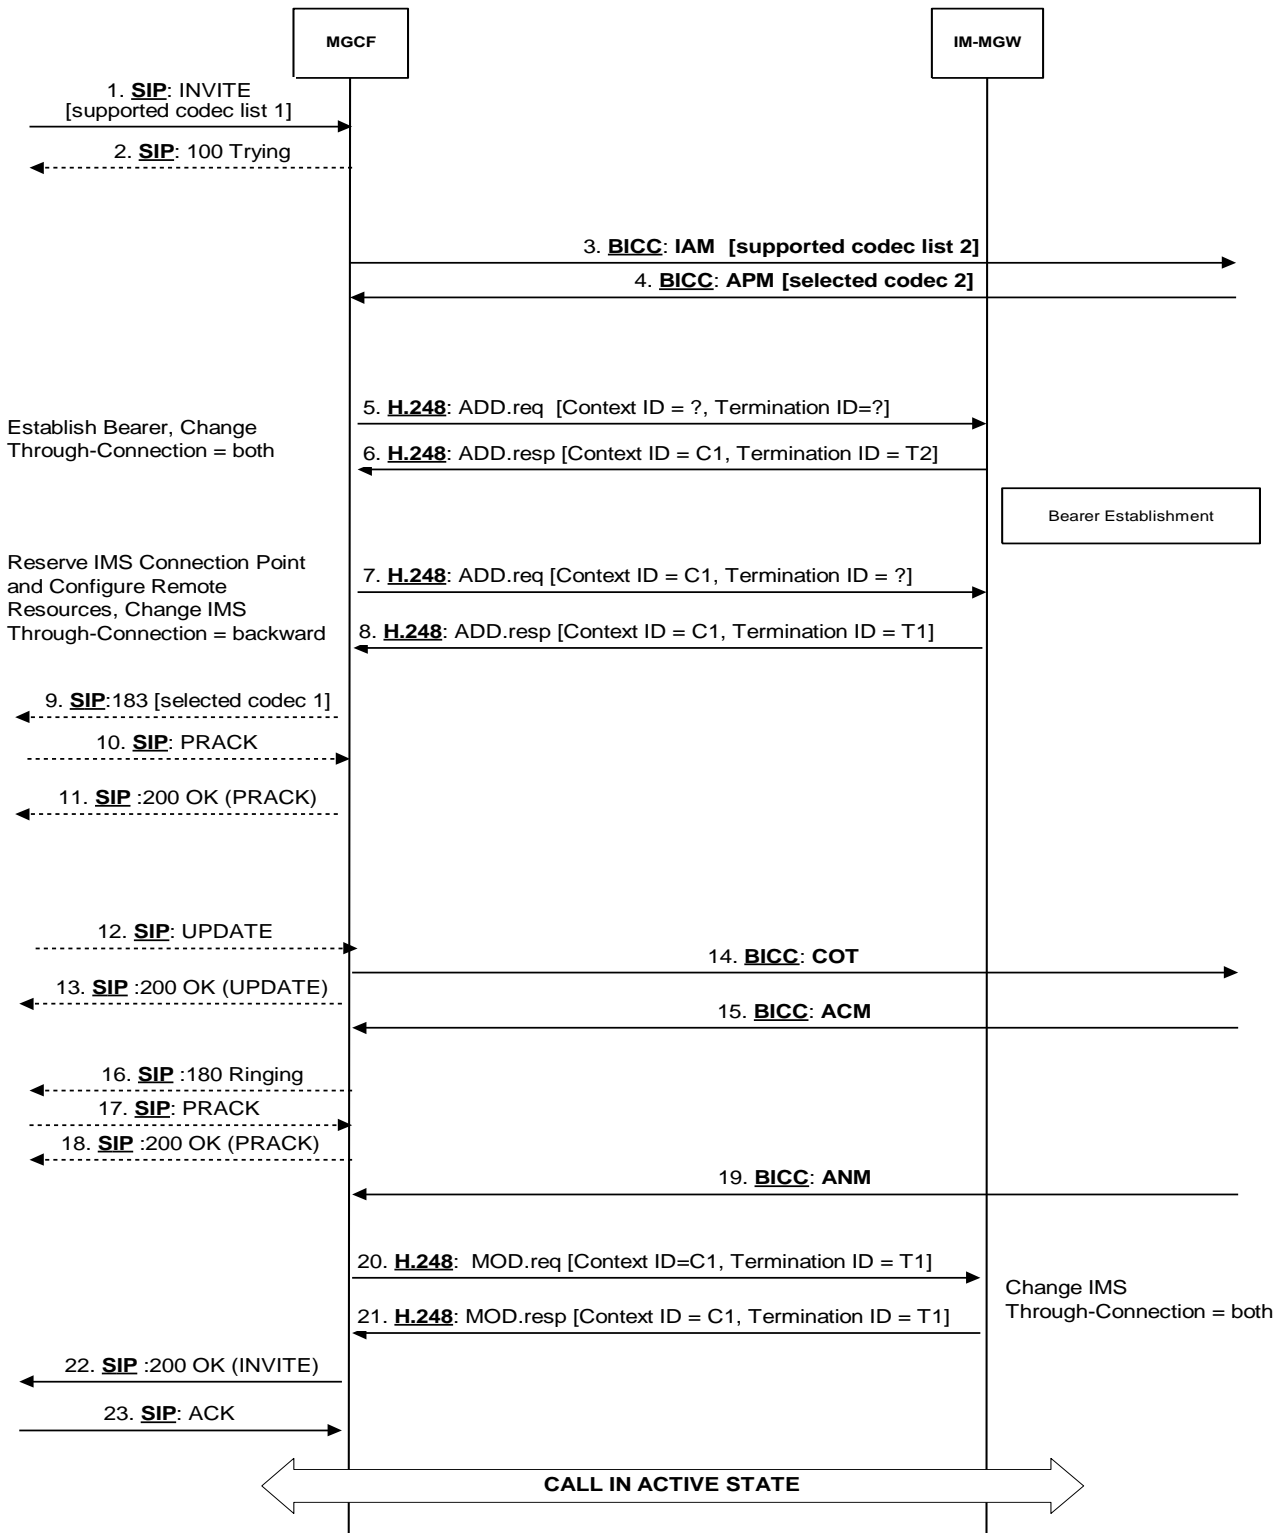 MGCF
IM-MGW
1. SIP: INVITE
[supported codec list 1]
2. SIP: 100 Trying
3. BICC: IAM  [supported codec list 2]
4. BICC: APM [selected codec 2]
5. H.248: ADD.req  [Context ID = ?, Termination ID=?]
Establish Bearer, Change
Through-Connection = both
6. H.248: ADD.resp [Context ID = C1, Termination ID = T2]
Bearer Establishment
Reserve IMS Connection Point
and Configure Remote
Resources, Change IMS
Through-Connection = backward
7. H.248: ADD.req [Context ID = C1, Termination ID = ?]
8. H.248: ADD.resp [Context ID = C1, Termination ID = T1]
9. SIP:183 [selected codec 1]
10. SIP: PRACK
11. SIP :200 OK (PRACK)
12. SIP: UPDATE
14. BICC: COT
13. SIP :200 OK (UPDATE)
15. BICC: ACM
16. SIP :180 Ringing
17. SIP: PRACK
18. SIP :200 OK (PRACK)
19. BICC: ANM
20. H.248:  MOD.req [Context ID=C1, Termination ID = T1]
Change IMS
Through-Connection = both
21. H.248: MOD.resp [Context ID = C1, Termination ID = T1]
22. SIP :200 OK (INVITE)
23. SIP: ACK
CALL IN ACTIVE STATE